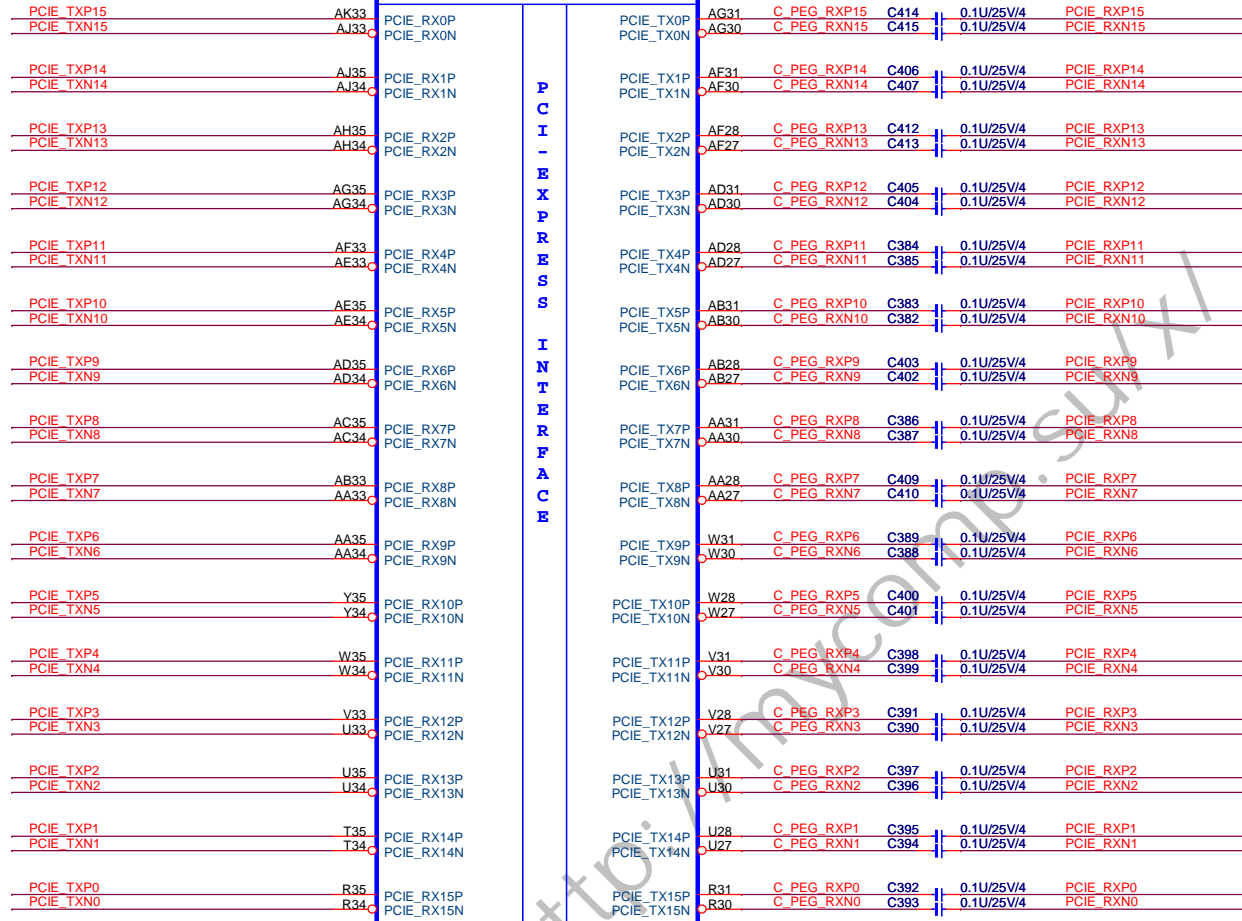 PCIE_TXP15 AK33 PCIE_RX0P PCIE_TX0P AG31 C_PEG_RXP15 C414 0.1U/25V/4 PCIE_RXP15
PCIE_TXN15 AJ33 PCIE_RX0N PCIE_TX0N AG30 C_PEG_RXN15 C415 PCIE_RXN15
PCIE_TXP14 AJ35 PCIE_RX1P PCIE_TX1P AF31 C_PEG_RXP14 C406 0.1U/25V/4 PCIE_RXP14
PCIE_TXN14 AJ34 PCIE_RX1N PCIE_TX1N AF30 C_PEG_RXN14 C407 0.1U/25V/4 PCIE_RXN14
PCIE_TXP13 AH35 PCIE_RX2P PCIE_TX2P AF28 C_PEG_RXP13 C412 0.1U/25V/4 PCIE_RXP13
PCIE_TXN13 AH34 PCIE_RX2N PCIE_TX2N AF27 C_PEG_RXN13 C413 0.1U/25V/4 PCIE_RXN13
PCIE_TXP12 AG35 PCIE_RX3P PCIE_TX3P AD31 C_PEG_RXP12 C405 0.1U/25V/4 PCIE_RXP12
PCIE_TXN12 AG34 PCIE_RX3N PCIE_TX3N AD30 C_PEG_RXN12 C404 0.1U/25V/4 PCIE_RXN12
PCIE_TXP11 AF33 PCIE_RX4P PCIE_TX4P AD28 C_PEG_RXP11 C384 0.1U/25V/4 PCIE_RXP11
PCIE_TXN11 AE33 PCIE_RX4N PCIE_TX4N AD27 C_PEG_RXN11 C385 0.1U/25V/4 PCIE_RXN11
PCIE_TXP10 AE35 PCIE_RX5P PCIE_TX5P AB31 C_PEG_RXP10 C383 0.1U/25V/4 PCIE_RXP10
PCIE_TXN10 AE34 PCIE_RX5N PCIE_TX5N AB30 C_PEG_RXN10 C382 0.1U/25V/4 PCIE_RXN10
PCIE_TXP9 AD35 PCIE_RX6P PCIE_TX6P AB28 C_PEG_RXP9 C403 0.1U/25V/4 PCIE_RXP9
PCIE_TXN9 AD34 PCIE_RX6N PCIE_TX6N AB27 C_PEG_RXN9 C402 0.1U/25V/4 PCIE_RXN9
PCIE_TXP8 AC35 PCIE_RX7P PCIE_TX7P AA31 C_PEG_RXP8 C386 0.1U/25V/4 PCIE_RXP8
PCIE_TXN8 AC34 PCIE_RX7N PCIE_TX7N AA30 C_PEG_RXN8 C387 0.1U/25V/4 PCIE_RXN8
PCIE_TXP7 AB33 PCIE_RX8P PCIE_TX8P AA28 C_PEG_RXP7 C409 0.1U/25V/4 PCIE_RXP7
PCIE_TXN7 AA33 PCIE_RX8N PCIE_TX8N AA27 C_PEG_RXN7 C410 0.1U/25V/4 PCIE_RXN7
PCIE_TXP6 AA35 PCIE_RX9P PCIE_TX9P W31 C_PEG_RXP6 C389 0.1U/25V/4 PCIE_RXP6
PCIE_TXN6 AA34 PCIE_RX9N PCIE_TX9N W30 C_PEG_RXN6 C388 0.1U/25V/4 PCIE_RXN6
PCIE_TXP5 Y35 PCIE_RX10P PCIE_TX10P W28 C_PEG_RXP5 C400 0.1U/25V/4 PCIE_RXP5
PCIE_TXN5 Y34 PCIE_RX10N PCIE_TX10N W27 C_PEG_RXN5 C401 0.1U/25V/4 PCIE_RXN5
PCIE_TXP4 W35 PCIE_RX11P PCIE_TX11P V31 C_PEG_RXP4 C398 0.1U/25V/4 PCIE_RXP4
PCIE_TXN4 W34 PCIE_RX11N PCIE_TX11N V30 C_PEG_RXN4 C399 0.1U/25V/4 PCIE_RXN4
PCIE_TXP3 V33 PCIE_RX12P PCIE_TX12P V28 C_PEG_RXP3 C391 0.1U/25V/4 PCIE_RXP3
PCIE_TXN3 U33 PCIE_RX12N PCIE_TX12N V27 C_PEG_RXN3 C390 0.1U/25V/4 PCIE_RXN3
PCIE_TXP2 U35 PCIE_RX13P PCIE_TX13P U31 C_PEG_RXP2 C397 0.1U/25V/4 PCIE_RXP2
PCIE_TXN2 U34 PCIE_RX13N PCIE_TX13N U30 C_PEG_RXN2 C396 0.1U/25V/4 PCIE_RXN2
PCIE_TXP1 T35 PCIE_RX14P PCIE_TX14P U28 C_PEG_RXP1 C395 0.1U/25V/4 PCIE_RXP1
PCIE_TXN1 T34 PCIE_RX14N PCIE_TX14N U27 C_PEG_RXN1 C394 0.1U/25V/4 PCIE_RXN1
PCIE_TXP0 R35 PCIE_RX15P PCIE_TX15P R31 C_PEG_RXP0 C392 0.1U/25V/4 PCIE_RXP0
PCIE_TXN0 R34 PCIE_RX15N PCIE_TX15N R30 C_PEG_RXN0 C393 0.1U/25V/4 PCIE_RXN0
PCI-EXPRESS INTERFACE
ttp://mycomp.su/x/